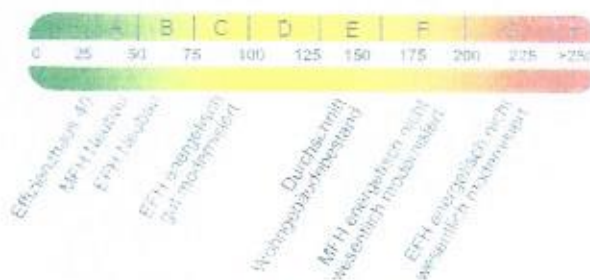 A B C D E F G H
0 25 50 75 100 125 150 175 200 225 >250
Effizienzhaus 40
MFH Neubau
EFH Neubau
EFH energetisch
gut modernisiert
Durchschnitt
Wohngebäudebestand
MFH energetisch nicht
wesentlich modernisiert
EFH energetisch nicht
wesentlich modernisiert